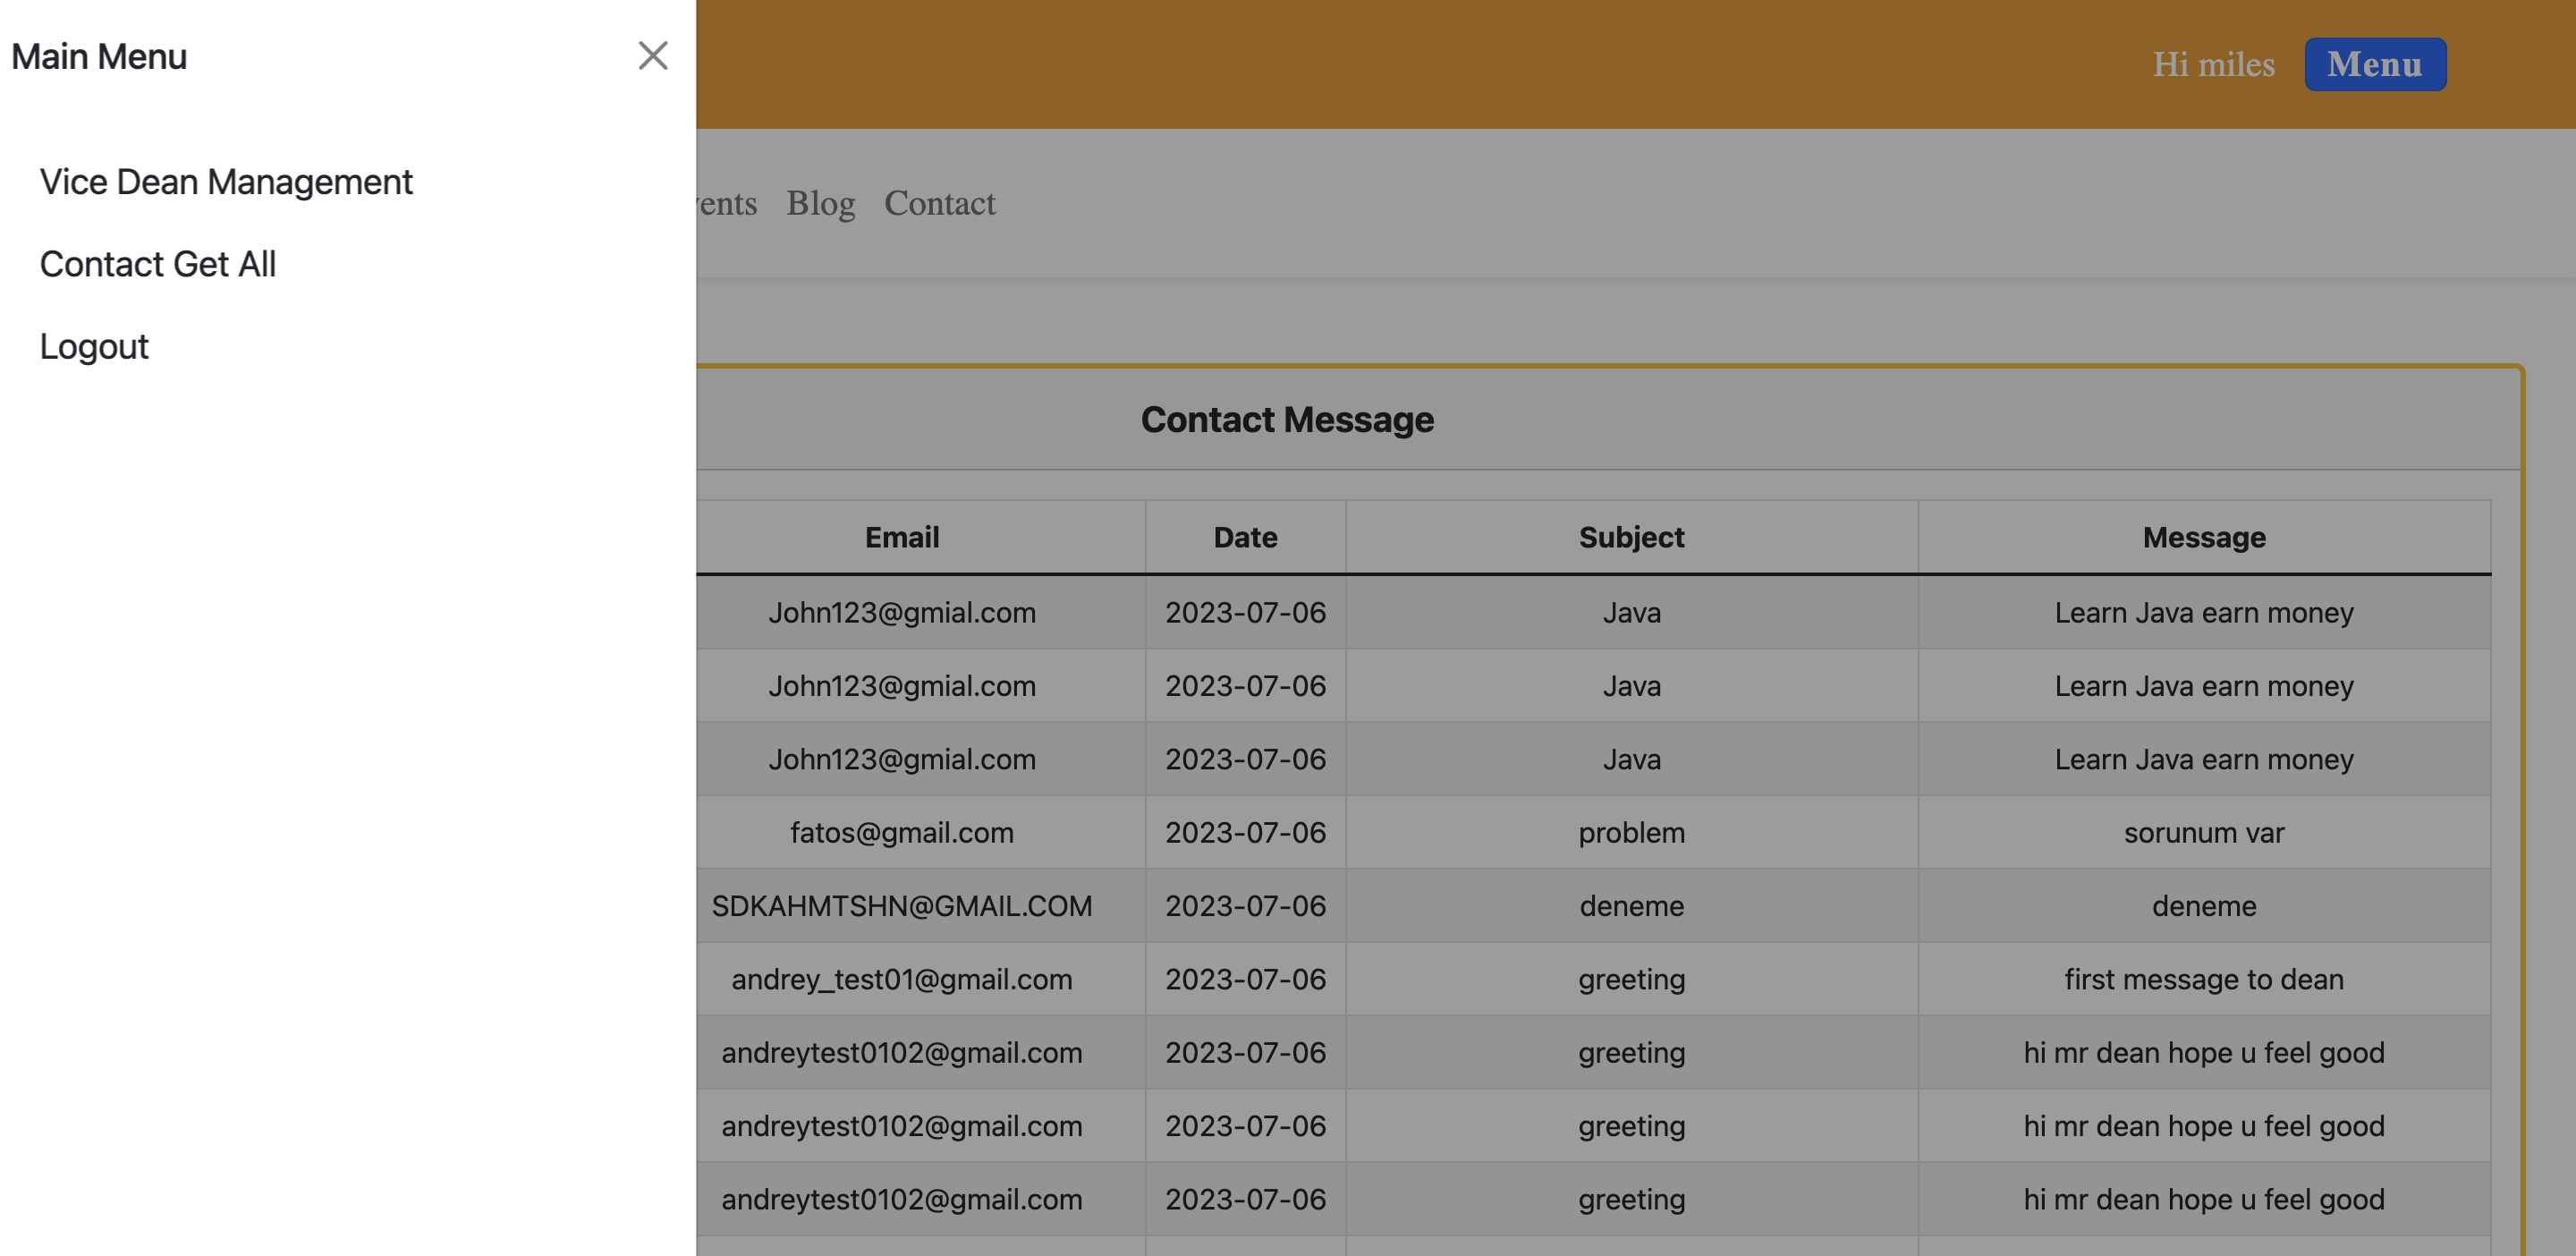 Main Menu
Hi miles Menu
Vice Dean Management
Blog Contact
Contact Get All
Logout
Contact Message
Email Date Subject Message
John123@gmial.com 2023-07-06 Java Learn Java earn money
John123@gmial.com 2023-07-06 Java Learn Java earn money
John123@gmial.com 2023-07-06 Java Learn Java earn money
fatos@gmail.com 2023-07-06 problem sorunum var
SDKAHMTSHN@GMAIL.COM 2023-07-06 deneme deneme
andrey_test01@gmail.com 2023-07-06 greeting first message to dean
andreytest0102@gmail.com 2023-07-06 greeting hi mr dean hope u feel good
andreytest0102@gmail.com 2023-07-06 greeting hi mr dean hope u feel good
andreytest0102@gmail.com 2023-07-06 greeting hi mr dean hope u feel good